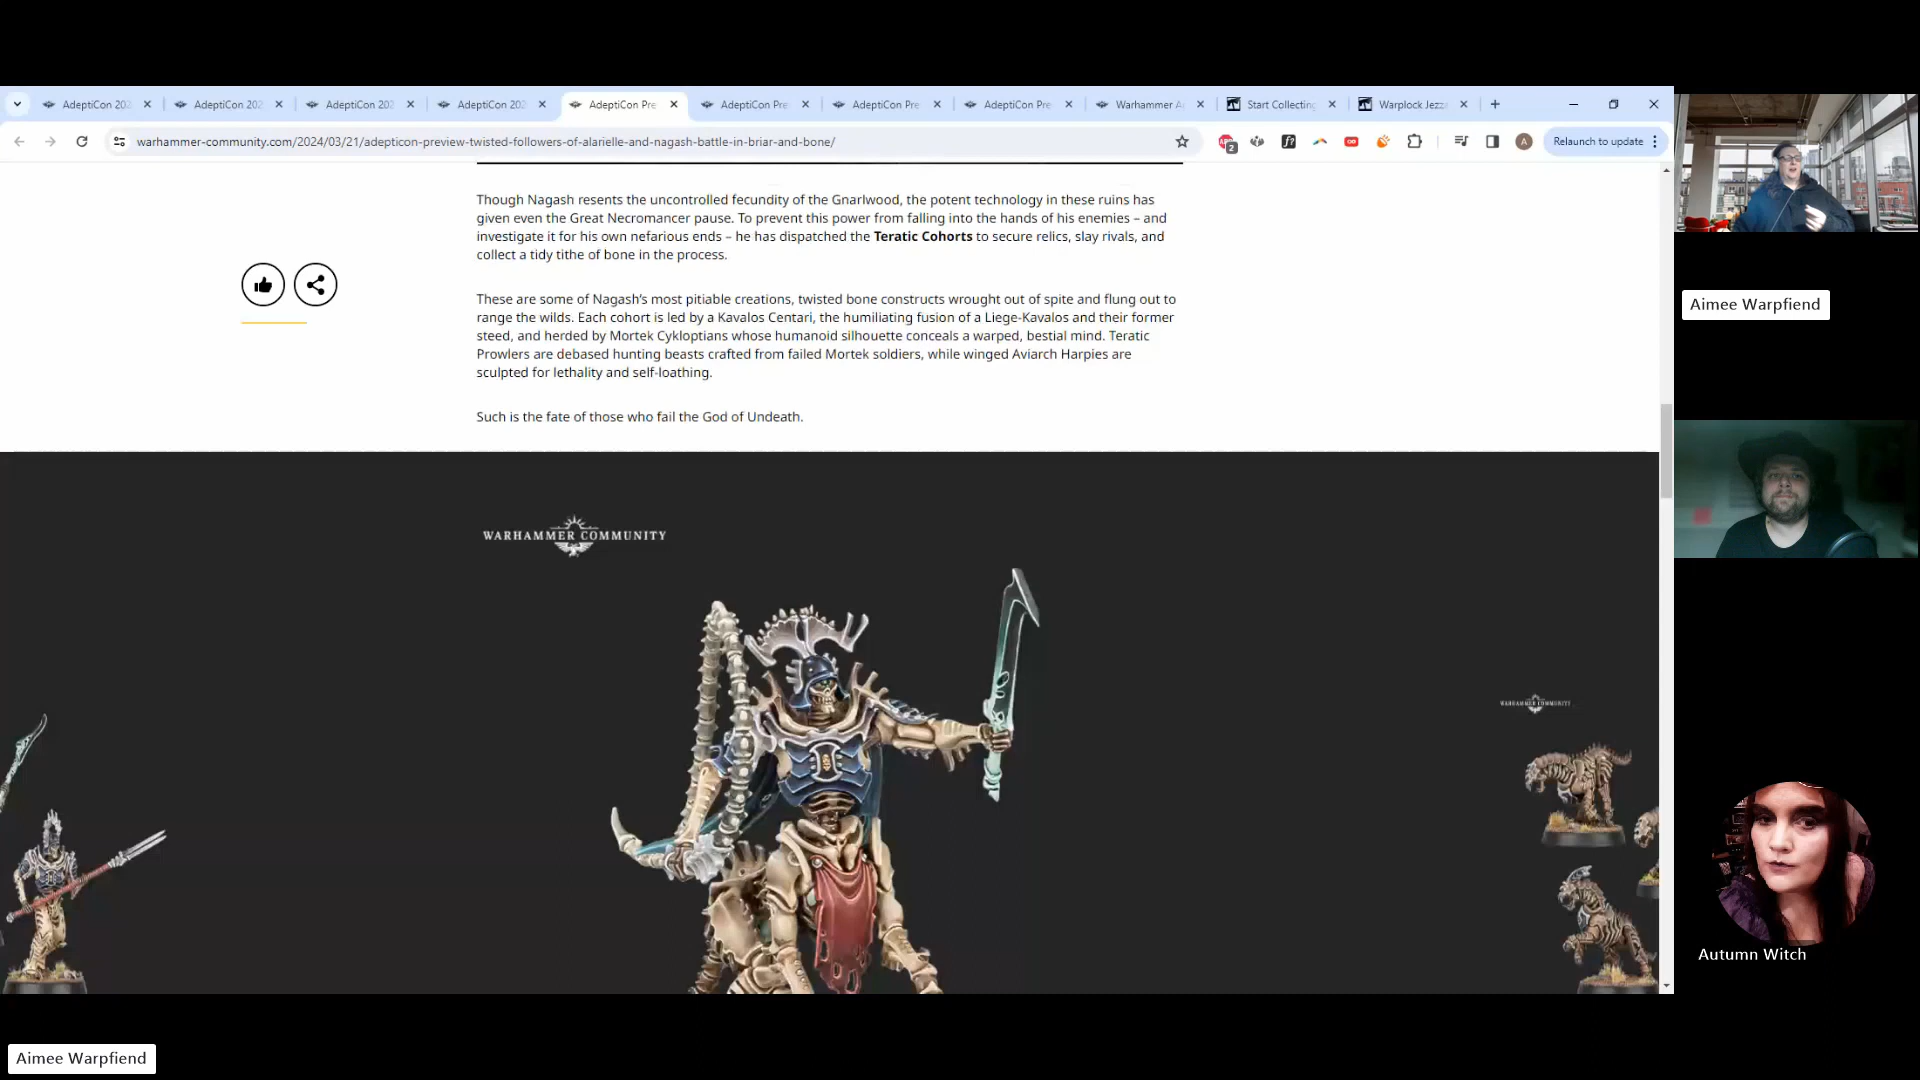 AdeptiCon 202
AdeptiCon 202
AdeptiCon 202
AdeptiCon 202
AdeptiCon Pre
AdeptiCon Pre
AdeptiCon Pre
AdeptiCon Pre
Warhammer A
Start Collecting
Warplock Jezz
warhammer-community.com/2024/03/21/adepticon-preview-twisted-followers-of-alarielle-and-nagash-battle-in-briar-and-bone/
2
A
Relaunch to update
Though Nagash resents the uncontrolled fecundity of the Gnarlwood, the potent technology in these ruins has
given even the Great Necromancer pause. To prevent this power from falling into the hands of his enemies – and
investigate it for his own nefarious ends – he has dispatched the Teratic Cohorts to secure relics, slay rivals, and
collect a tidy tithe of bone in the process.
These are some of Nagash's most pitiable creations, twisted bone constructs wrought out of spite and flung out to
range the wilds. Each cohort is led by a Kavalos Centari, the humiliating fusion of a Liege-Kavalos and their former
steed, and herded by Mortek Cykloptians whose humanoid silhouette conceals a warped, bestial mind. Teratic
Prowlers are debased hunting beasts crafted from failed Mortek soldiers, while winged Aviarch Harpies are
sculpted for lethality and self-loathing.
Such is the fate of those who fail the God of Undeath.
WARHAMMER COMMUNITY
WARHAMMER COMMUNITY
Aimee Warpfiend
Autumn Witch
Aimee Warpfiend